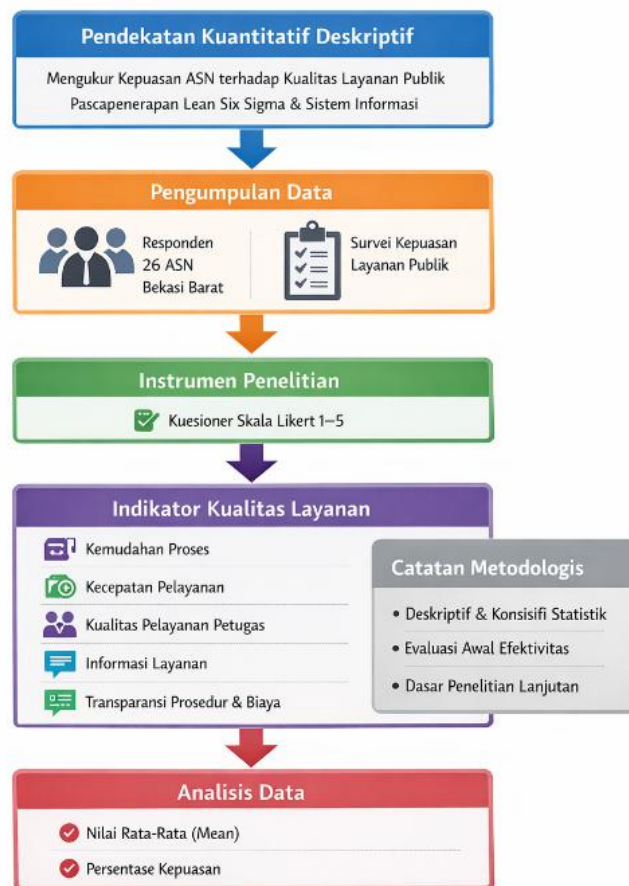 Pendekatan Kuantitatif Deskriptif
Mengukur Kepuasan ASN terhadap Kualitas Layanan Publik
Pascapenerapan Lean Six Sigma & Sistem Informasi
Pengumpulan Data
Responden
26 ASN
Bekasi Barat
Survei Kepuasan
Layanan Publik
Instrumen Penelitian
Kuesioner Skala Likert 1–5
Indikator Kualitas Layanan
Kemudahan Proses
Kecepatan Pelayanan
Kualitas Pelayanan Petugas
Informasi Layanan
Transparansi Prosedur & Biaya
Catatan Metodologis
• Deskriptif & Konsisifi Statistik
• Evaluasi Awal Efektivitas
• Dasar Penelitian Lanjutan
Analisis Data
Nilai Rata-Rata (Mean)
Persentase Kepuasan